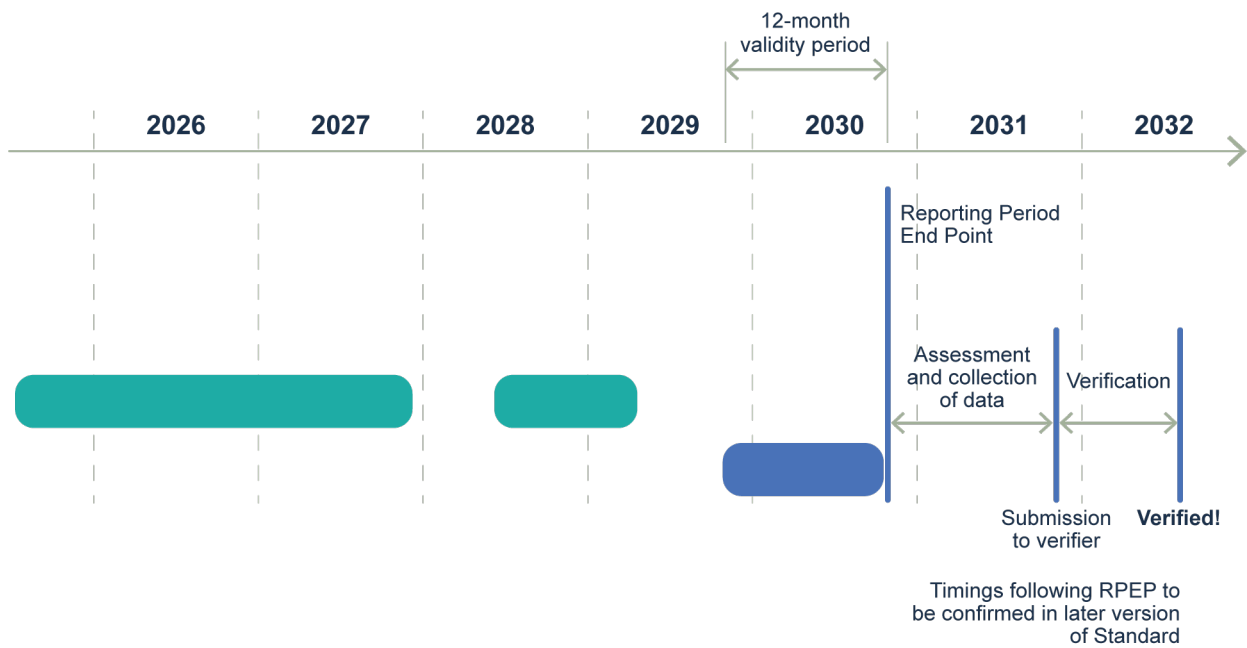 12-month
validity period
2026 2027 2028 2029 2030 2031 2032
Reporting Period
End Point
Assessment
and collection
of data
Verification
Submission
to verifier
Verified!
Timings following RPEP to
be confirmed in later version
of Standard